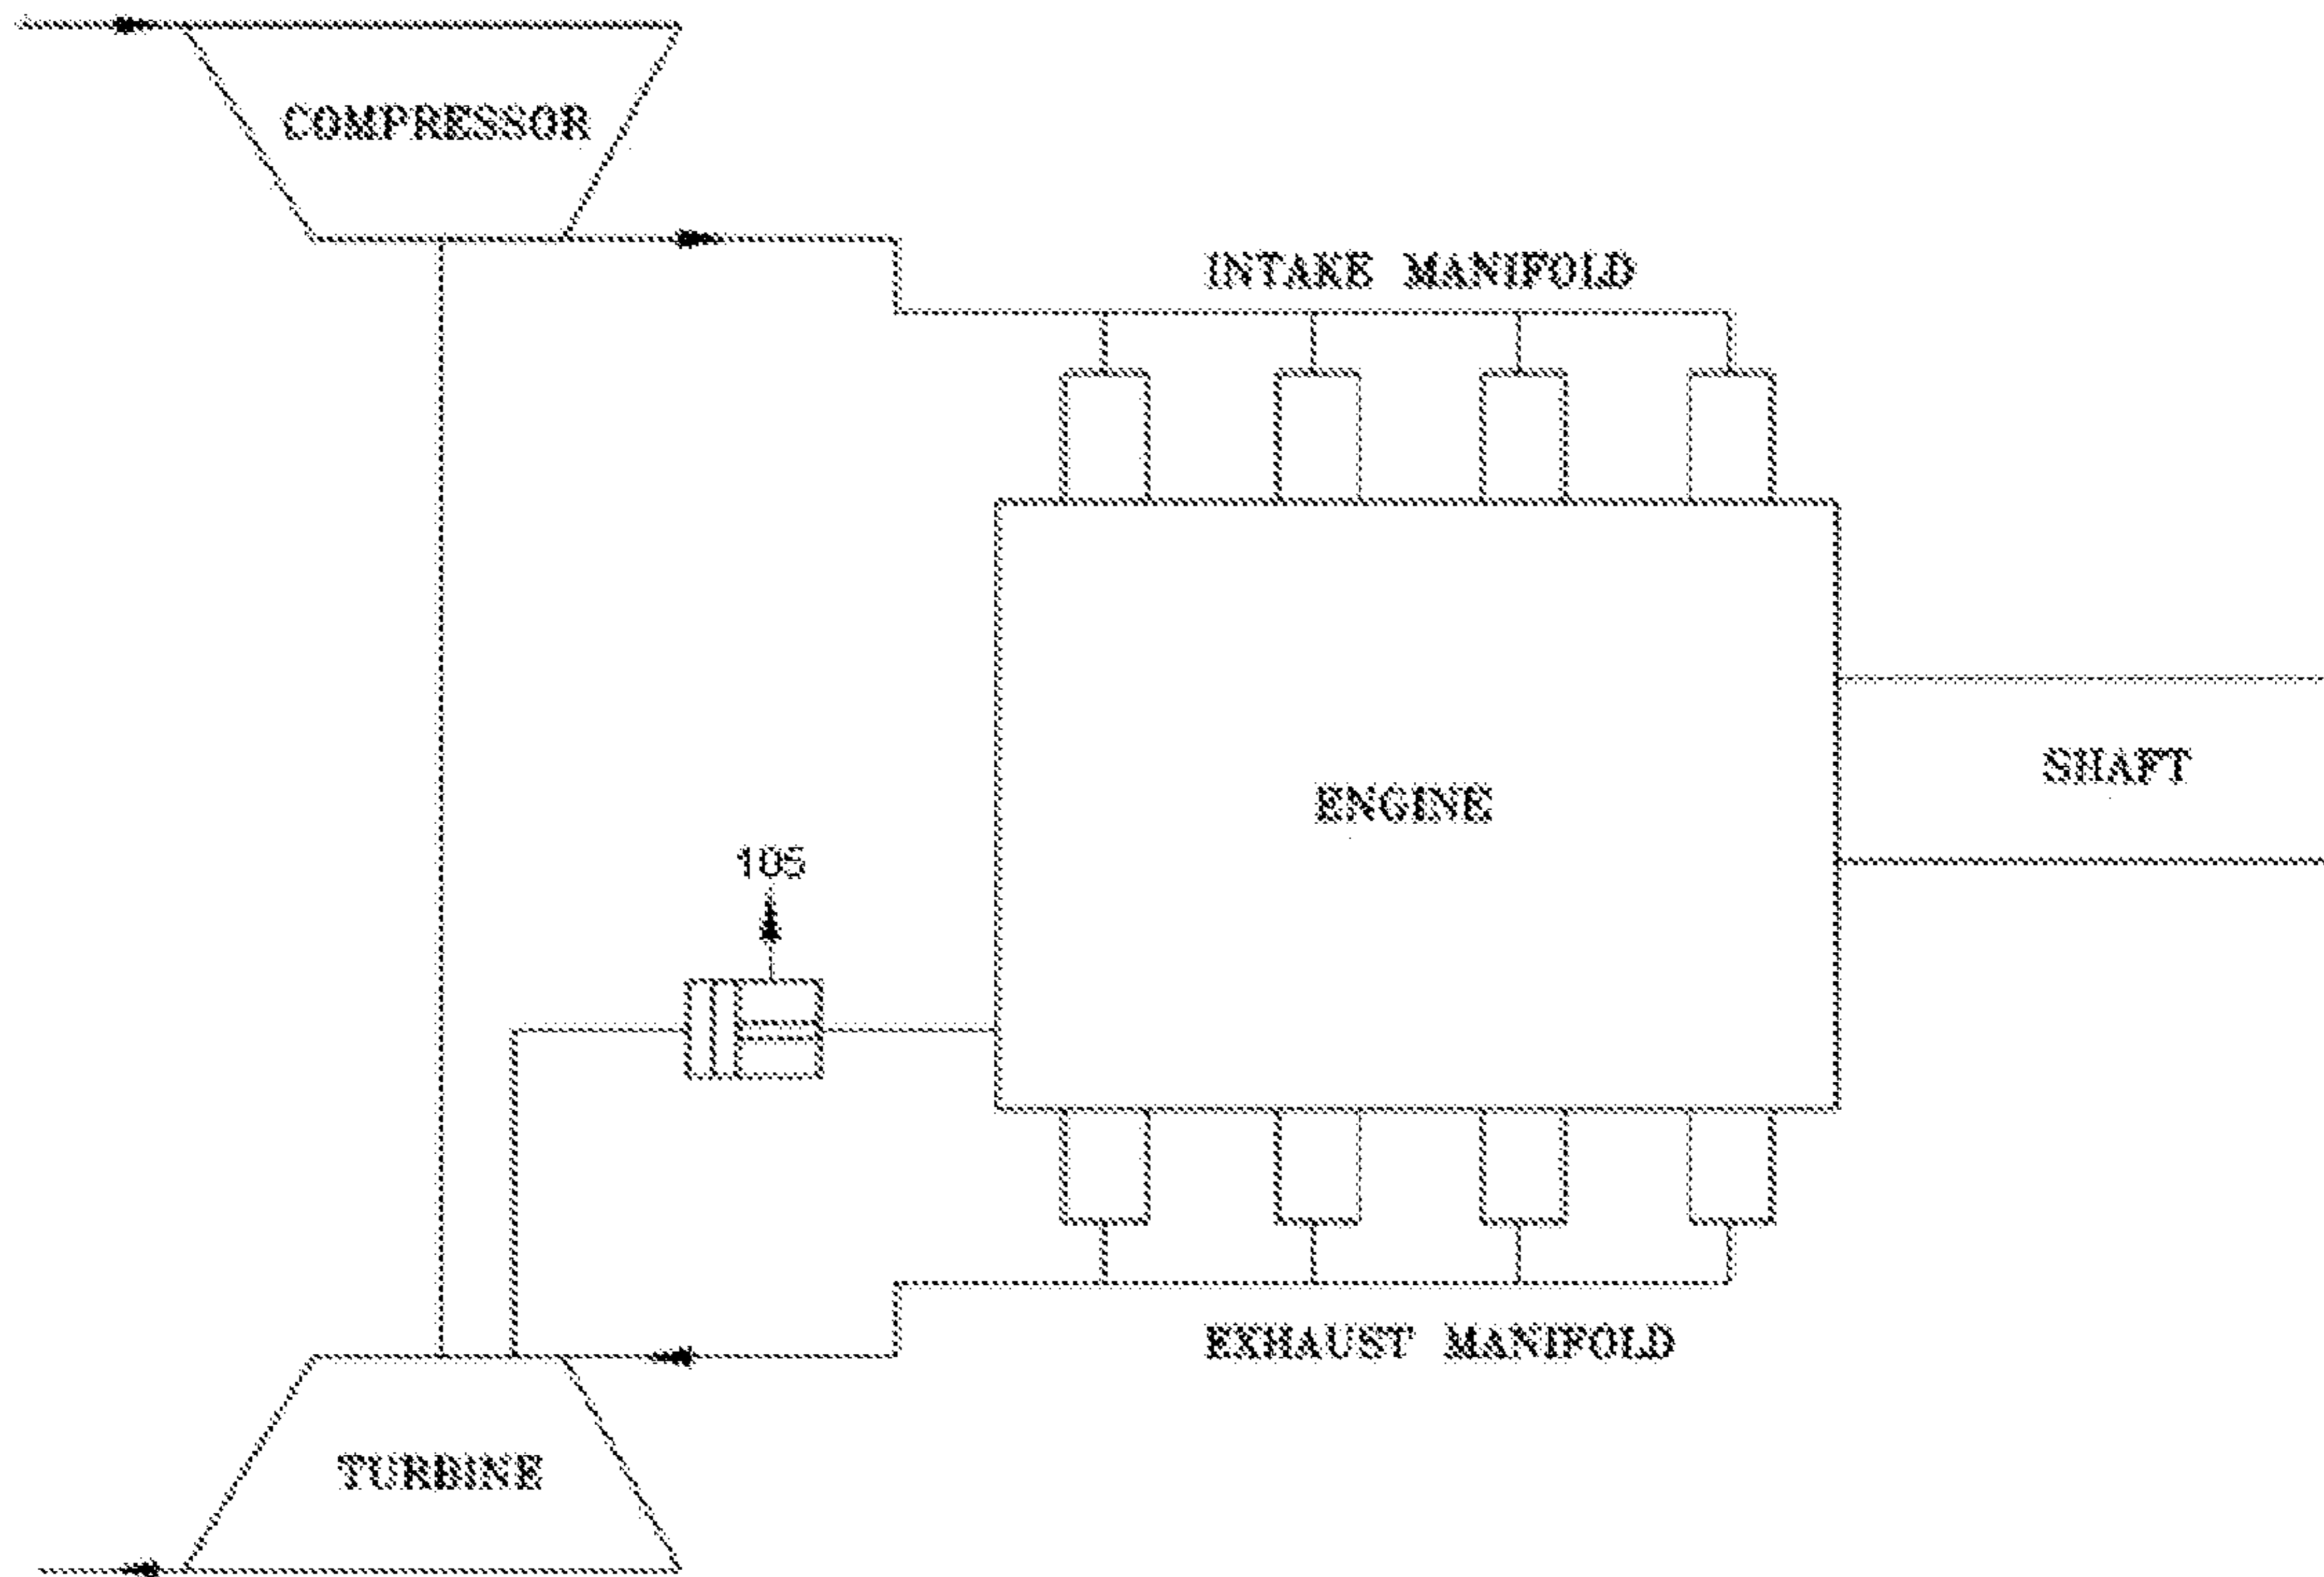 COMPRESSOR
INTAKE MANIFOLD
SHAFT
ENGINE
105
EXHAUST MANIFOLD
TURBINE